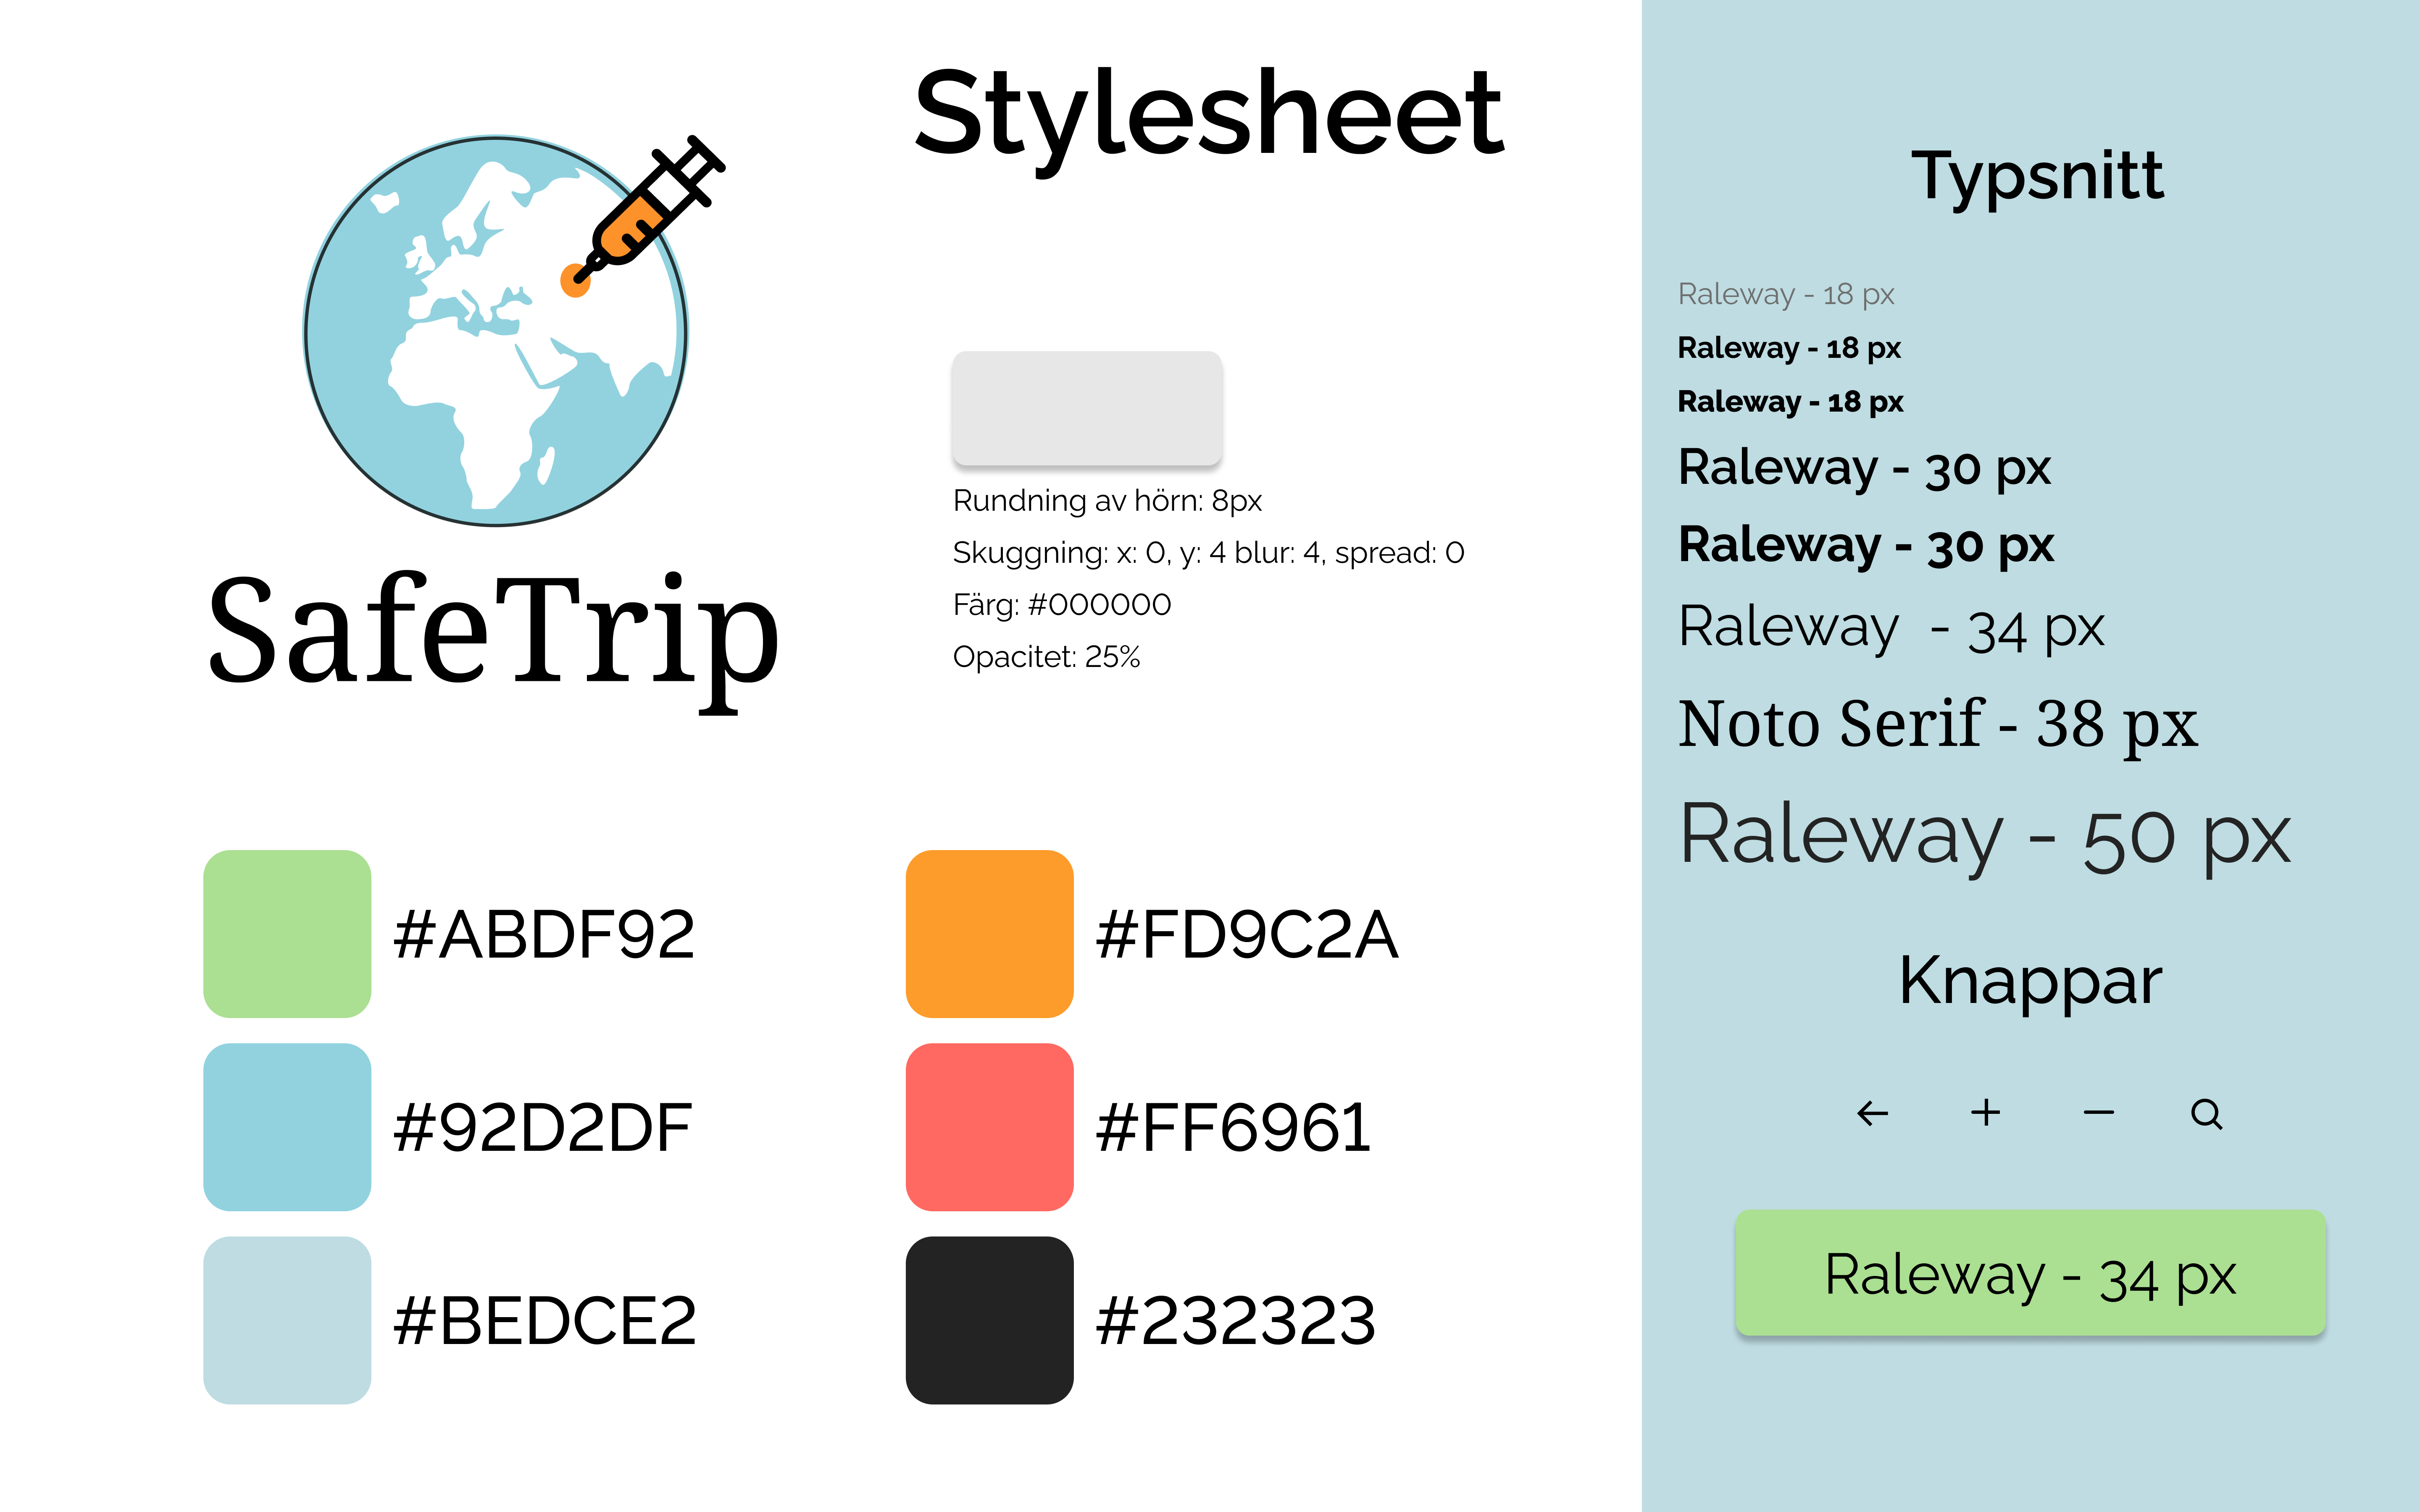 Stylesheet
SafeTrip
Rundning av hörn: 8px
Skuggning: x: 0, y: 4 blur: 4, spread: 0
Färg: #000000
Opacitet: 25%
#ABDF92
#FD9C2A
#92D2DF
#FF6961
#BEDCE2
#232323
Typsnitt
Raleway - 18 px
Raleway - 18 px
Raleway - 18 px
Raleway - 30 px
Raleway - 30 px
Raleway  - 34 px
Noto Serif - 38 px
Raleway - 50 px
Knappar
Raleway - 34 px